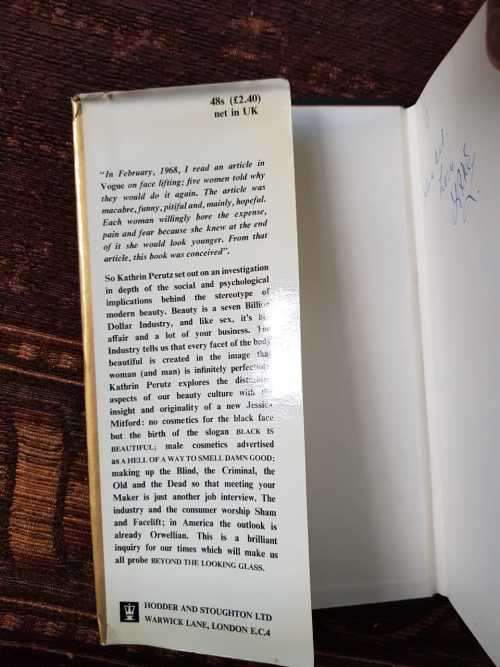 48s (£2.40)
net in UK
"In February, 1968, I read an article in
Vogue on face lifting; five women told why
they would do it again. The article was
macabre, funny, pitiful and, mainly, hopeful.
Each woman willingly bore the expense,
pain and fear because she knew at the end
of it she would look younger. From that
article, this book was conceived".
So Kathrin Perutz set out on an investigation
in depth of the social and psychological
implications behind the stereotype of
modern beauty. Beauty is a seven Billion
Dollar Industry, and like sex, it's big
affair and a lot of your business. The
Industry tells us that every facet of the body
beautiful is created in the image that
woman (and man) is infinitely perfectible.
Kathrin Perutz explores the
aspects of our beauty culture with the
insight and originality of a new Jessica
Mitford: no cosmetics for the black face
but the birth of the slogan BLACK IS
BEAUTIFUL; male cosmetics advertised
as A HELL OF A WAY TO SMELL DAMN GOOD;
making up the Blind, the Criminal, the
Old and the Dead so that meeting your
Maker is just another job interview. The
industry and the consumer worship Sham
and Facelift; in America the outlook is
already Orwellian. This is a brilliant
inquiry for our times which will make us
all probe BEYOND THE LOOKING GLASS.
HODDER AND STOUGHTON LTD
WARWICK LANE, LONDON E.C.4